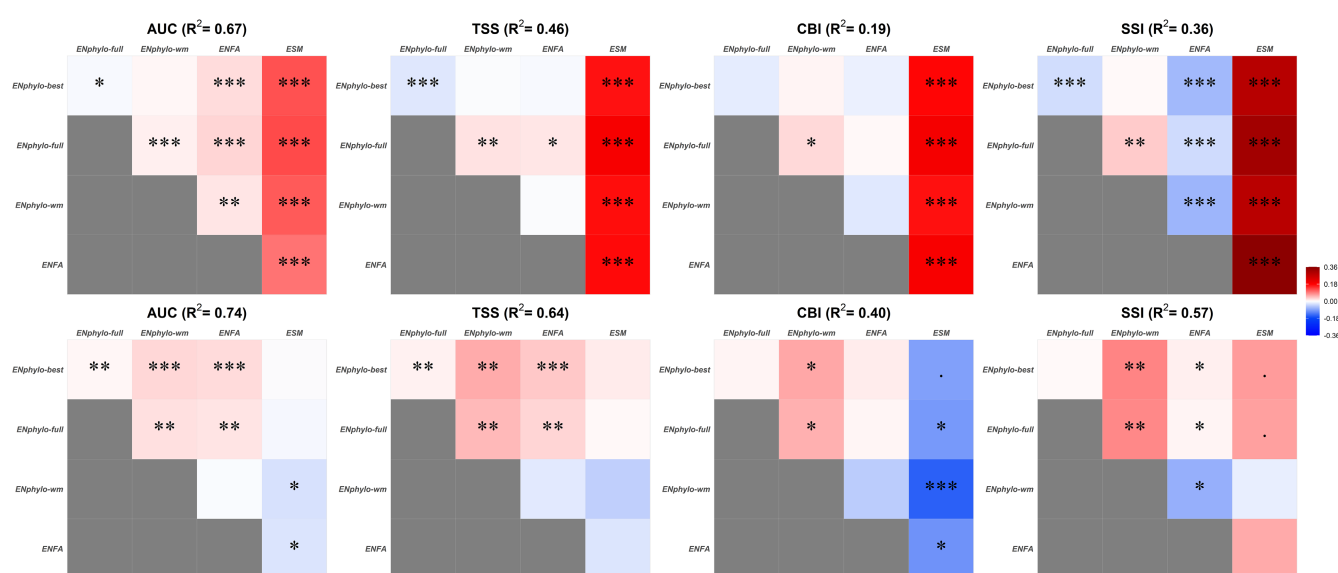 AUC (R²= 0.67) TSS (R²= 0.46) CBI (R²= 0.19) SSI (R²= 0.36)
ENphylo-full ENphylo-wm ENFA ESM ENphylo-full ENphylo-wm ENFA ESM ENphylo-full ENphylo-wm ENFA ESM ENphylo-full ENphylo-wm ENFA ESM
ENphylo-best * *** *** ENphylo-best *** *** ENphylo-best *** ENphylo-best *** *** ***
ENphylo-full *** *** *** ENphylo-full ** * *** ENphylo-full * *** ENphylo-full ** *** ***
ENphylo-wm ** *** ENphylo-wm *** ENphylo-wm *** ENphylo-wm *** ***
ENFA *** ENFA *** ENFA *** ENFA ***
0.36
0.18
0.00
-0.18
-0.36
AUC (R²= 0.74) TSS (R²= 0.64) CBI (R²= 0.40) SSI (R²= 0.57)
ENphylo-full ENphylo-wm ENFA ESM ENphylo-full ENphylo-wm ENFA ESM ENphylo-full ENphylo-wm ENFA ESM ENphylo-full ENphylo-wm ENFA ESM
ENphylo-best ** *** *** ENphylo-best ** ** *** ENphylo-best * . ENphylo-best ** * .
ENphylo-full ** ** ENphylo-full ** ** ENphylo-full * * ENphylo-full ** * .
ENphylo-wm * ENphylo-wm ENphylo-wm *** ENphylo-wm *
ENFA * ENFA ENFA * ENFA